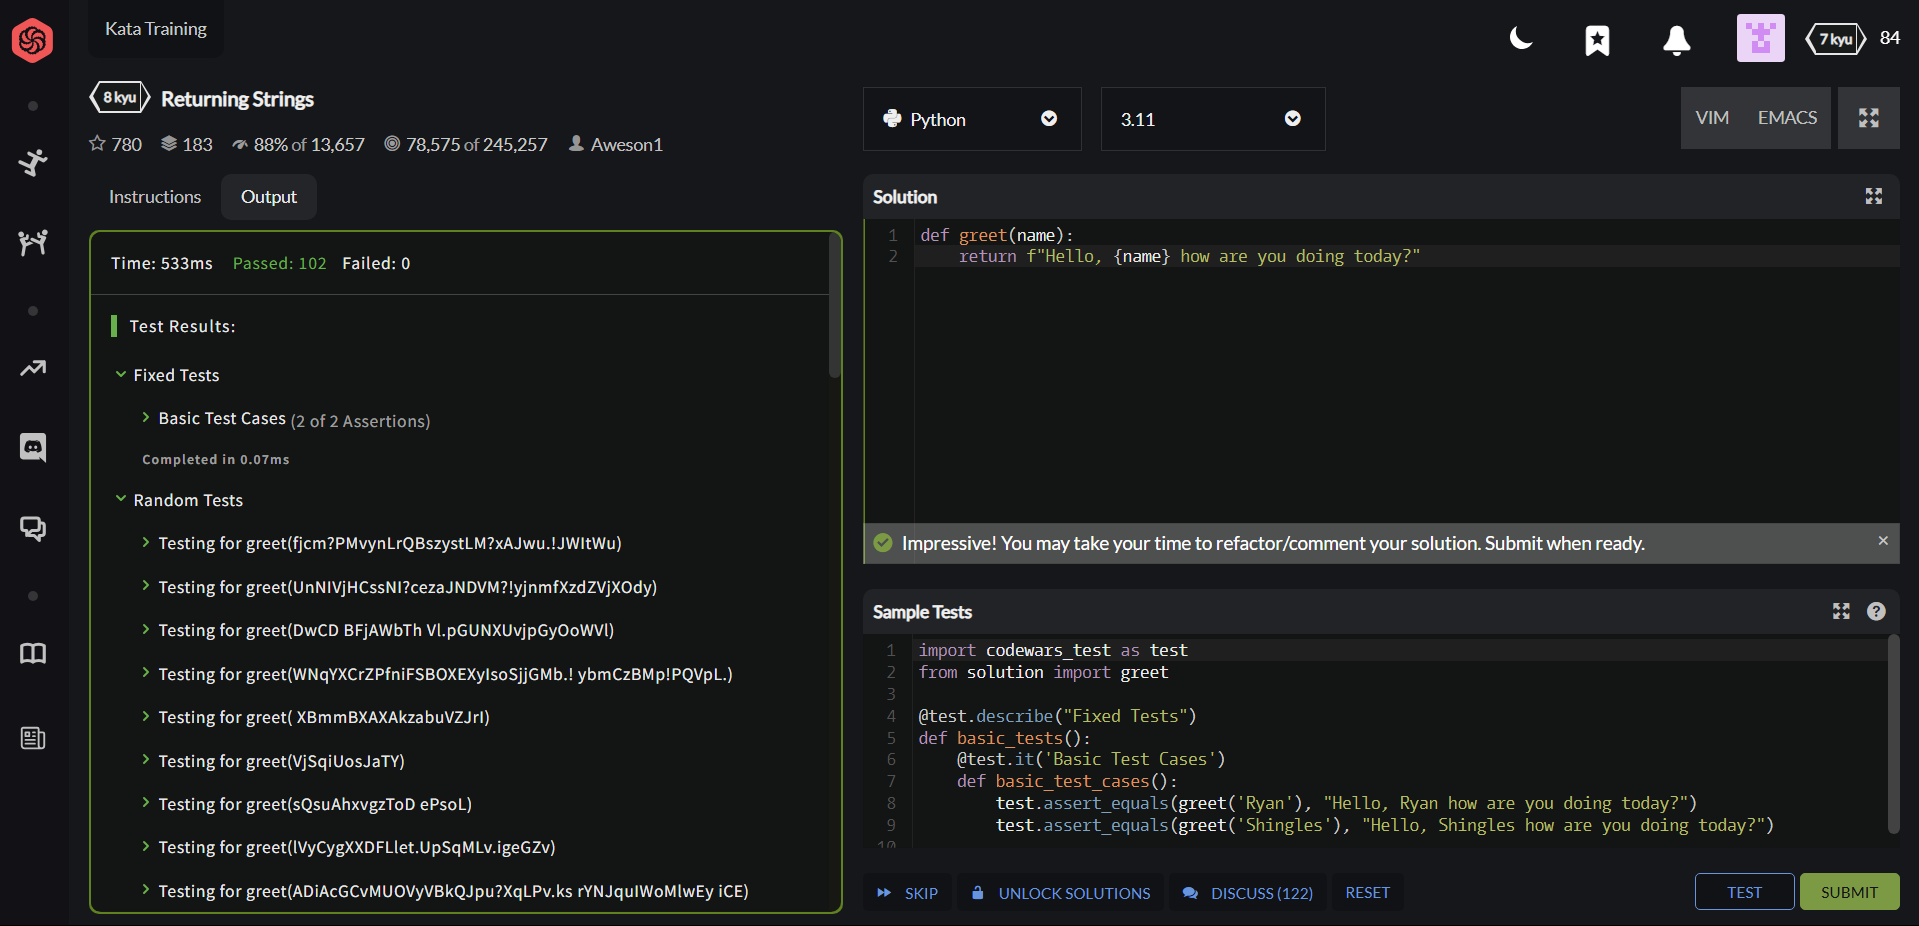 Kata Training
7 kyu 84
8 kyu Returning Strings
780 183 88% of 13,657 78,575 of 245,257 Aweson1
Python 3.11 VIM EMACS
Instructions Output
Time: 533ms Passed: 102 Failed: 0
Test Results:
Fixed Tests
Basic Test Cases (2 of 2 Assertions)
Completed in 0.07ms
Random Tests
Testing for greet(fjcm?PMvynLrQBszystLM?xAJwu.!JWItWu)
Testing for greet(UnNIVjHCssNI?cezaJNDVM?!yjnmfXzdZVjXOdy)
Testing for greet(DwCD BFjAWbTh Vl.pGUNXUvjpGyOoWVl)
Testing for greet(WNqYXCrZPfniFSBOXEXyIsoSjjGMb.! ybmCzBMp!PQVpL.)
Testing for greet( XBmmBXAXAkzabuVZJrI)
Testing for greet(VjSqiUosJaTY)
Testing for greet(sQsuAhxvgzToD ePsoL)
Testing for greet(lVyCygXXDFLlet.UpSqMLv.igeGZv)
Testing for greet(ADiAcGCvMUOVyVBkQJpu?XqLPv.ks rYNJquIWoMlwEy iCE)
Solution
1 def greet(name):
2     return f"Hello, {name} how are you doing today?"
Impressive! You may take your time to refactor/comment your solution. Submit when ready.
Sample Tests
1 import codewars_test as test
2 from solution import greet
3
4 @test.describe("Fixed Tests")
5 def basic_tests():
6     @test.it('Basic Test Cases')
7     def basic_test_cases():
8         test.assert_equals(greet('Ryan'), "Hello, Ryan how are you doing today?")
9         test.assert_equals(greet('Shingles'), "Hello, Shingles how are you doing today?")
10
SKIP UNLOCK SOLUTIONS DISCUSS (122) RESET TEST SUBMIT